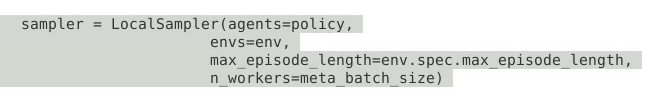 sampler = LocalSampler(agents=policy,
envs=env,
max_episode_length=env.spec.max_episode_length,
n_workers=meta_batch_size)